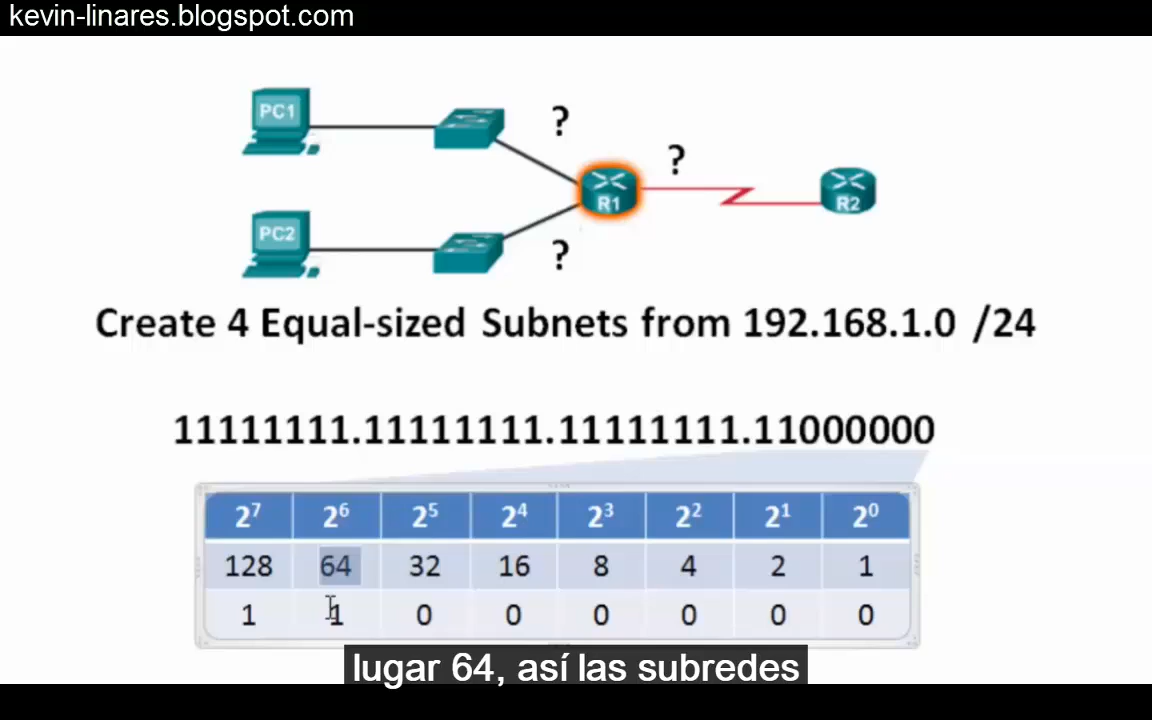 kevin-linares.blogspot.com
PC1
?
?
R1
R2
PC2
?
Create 4 Equal-sized Subnets from 192.168.1.0 /24
11111111.11111111.11111111.11000000
2⁷ 2⁶ 2⁵ 2⁴ 2³ 2² 2¹ 2⁰
128 64 32 16 8 4 2 1
1 1 0 0 0 0 0 0
lugar 64, así las subredes